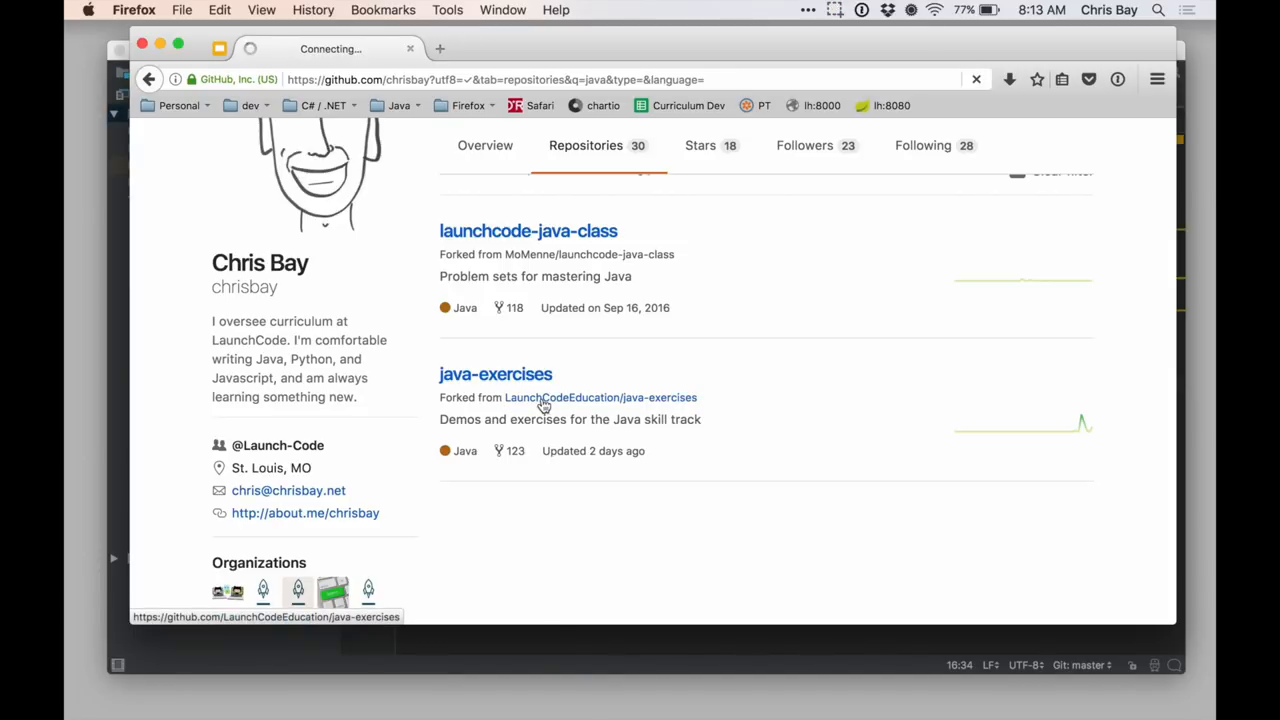 Firefox File Edit View History Bookmarks Tools Window Help 77% 8:13 AM Chris Bay
Connecting...
GitHub, Inc. (US) https://github.com/chrisbay?utf8=✓&tab=repositories&q=java&type=&language=
Personal dev C# / .NET Java Firefox Safari chartio Curriculum Dev PT lh:8000 lh:8080
Overview Repositories 30 Stars 18 Followers 23 Following 28
launchcode-java-class
Forked from MoMenne/launchcode-java-class
Problem sets for mastering Java
Java 118 Updated on Sep 16, 2016
java-exercises
Forked from LaunchCodeEducation/java-exercises
Demos and exercises for the Java skill track
Java 123 Updated 2 days ago
Chris Bay
chrisbay
I oversee curriculum at
LaunchCode. I'm comfortable
writing Java, Python, and
Javascript, and am always
learning something new.
@Launch-Code
St. Louis, MO
chris@chrisbay.net
http://about.me/chrisbay
Organizations
https://github.com/LaunchCodeEducation/java-exercises
16:34 LF UTF-8 Git: master